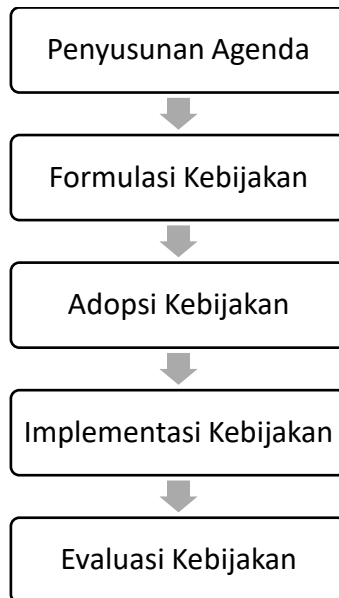 Penyusunan Agenda
Formulasi Kebijakan
Adopsi Kebijakan
Implementasi Kebijakan
Evaluasi Kebijakan